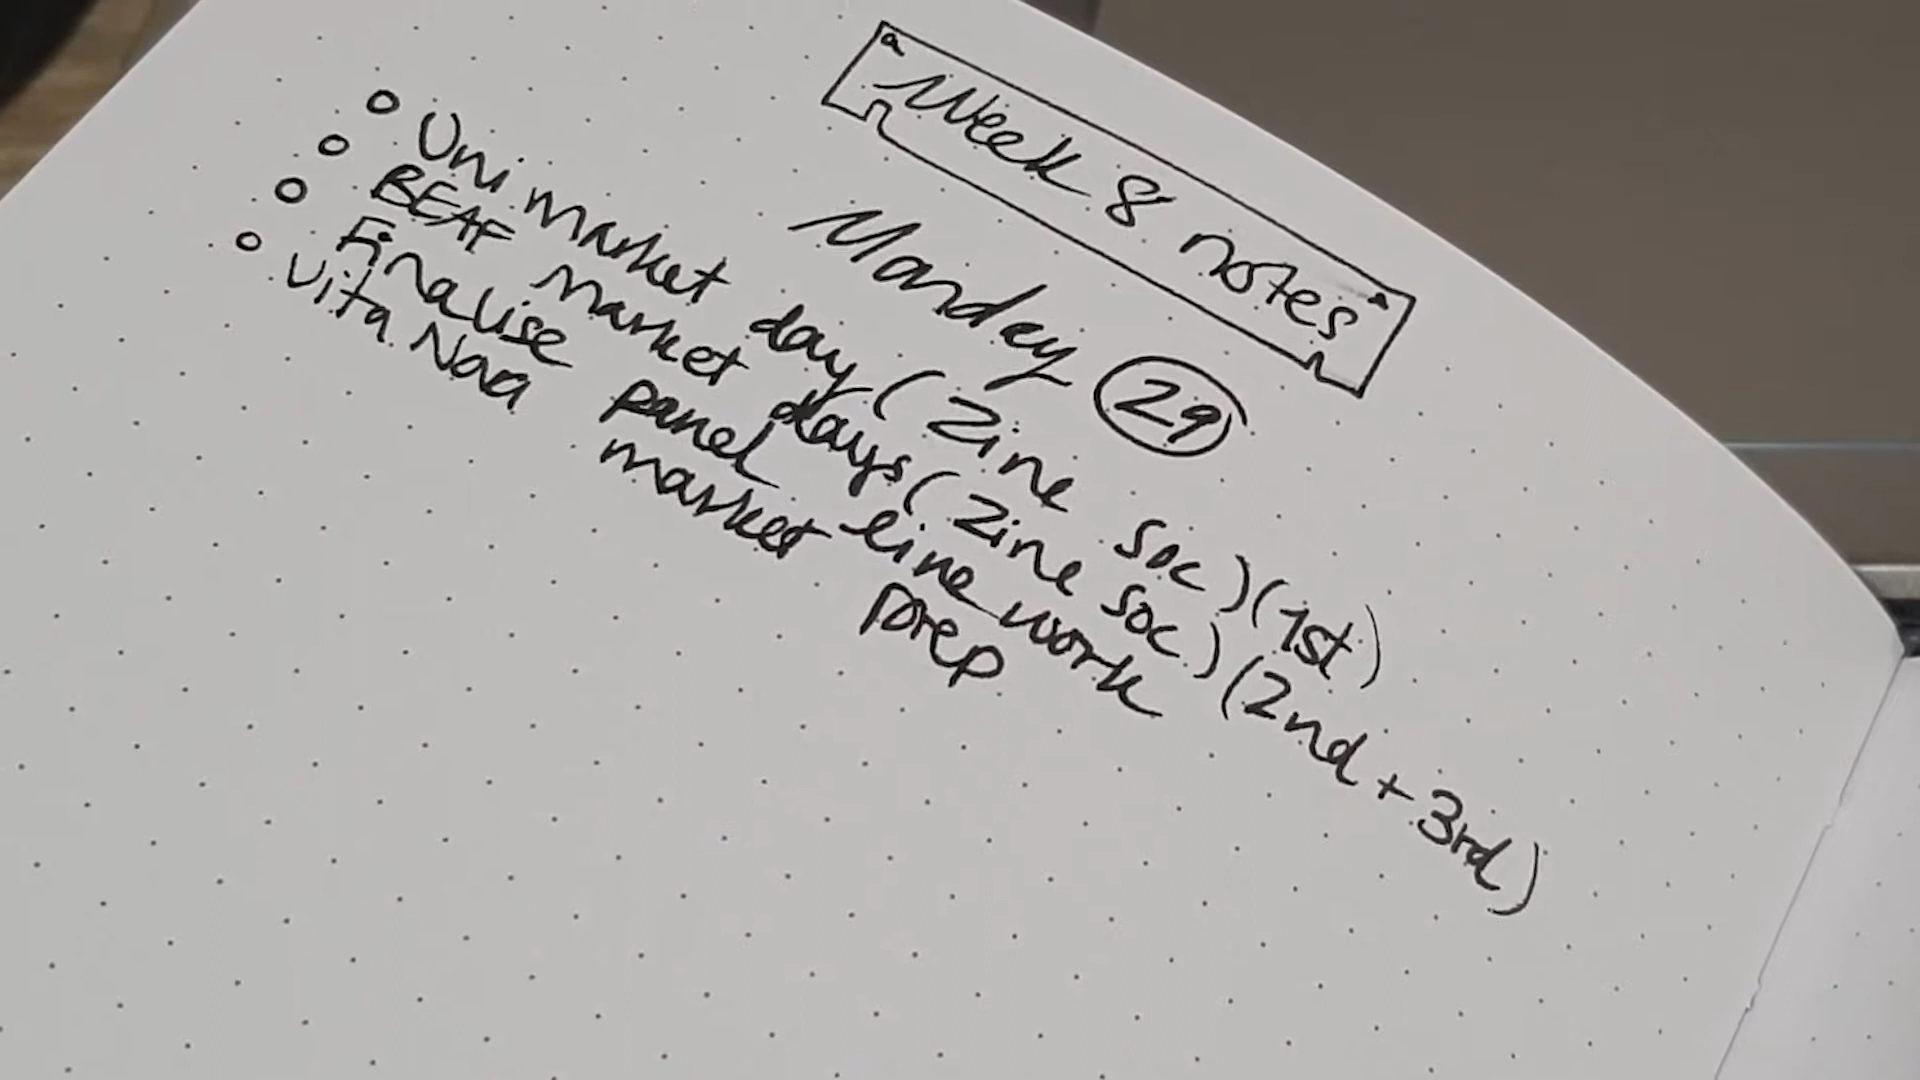 Week 8 notes
Monday 29
Uni market day (Zine Soc) (1st)
BEAF Market days (Zine Soc) (2nd + 3rd)
Finalise panel line work
Vita Nova market prep